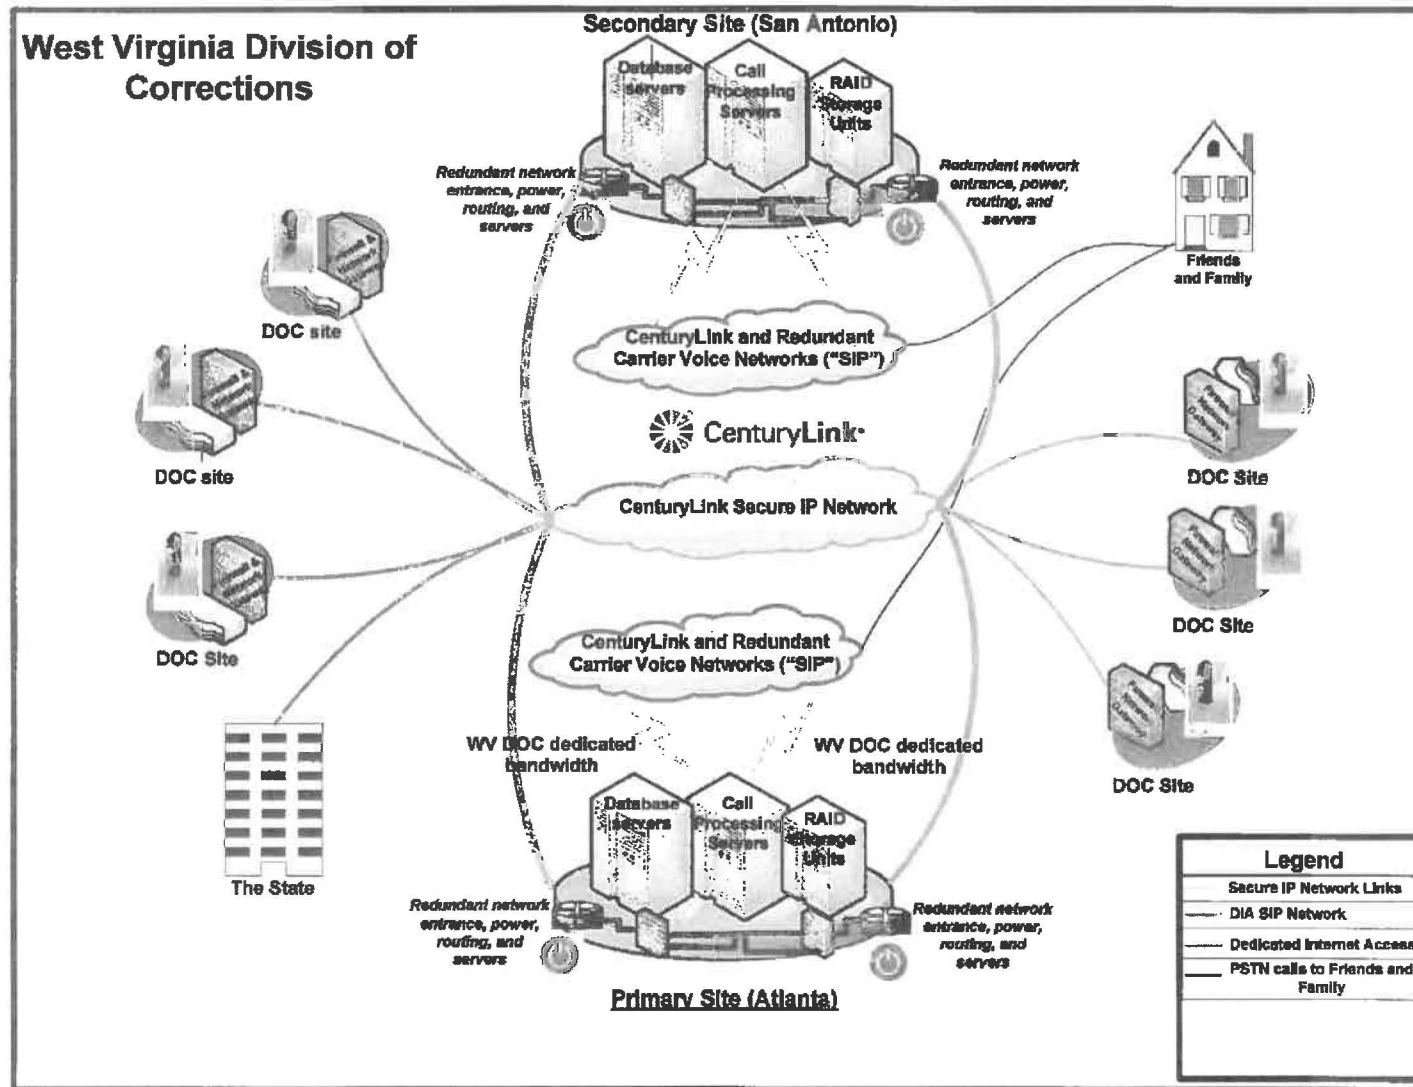 West Virginia Division of
Corrections
Secondary Site (San Antonio)
Database
servers
Call
Processing
Servers
RAID
Storage
Units
Redundant network
entrance, power,
routing, and
servers
Redundant network
entrance, power,
routing, and
servers
Friends
and Family
DOC site
CenturyLink and Redundant
Carrier Voice Networks ("SIP")
DOC site
CenturyLink
DOC Site
CenturyLink Secure IP Network
DOC Site
DOC Site
CenturyLink and Redundant
Carrier Voice Networks ("SIP")
DOC Site
WV DOC dedicated
bandwidth
WV DOC dedicated
bandwidth
The State
Database
servers
Call
Processing
Servers
RAID
Storage
Units
Redundant network
entrance, power,
routing, and
servers
Redundant network
entrance, power,
routing, and
servers
Primary Site (Atlanta)
Legend
Secure IP Network Links
DIA SIP Network
Dedicated Internet Access
PSTN calls to Friends and
Family